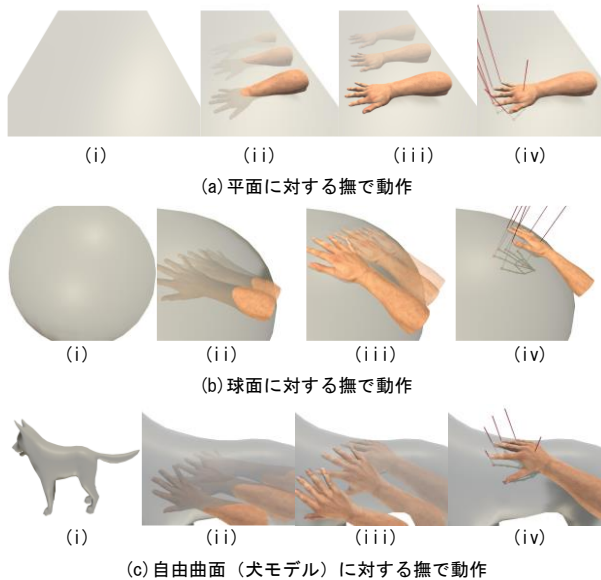 (i) (ii) (iii) (iv)
(a) 平面に対する撫で動作
(i) (ii) (iii) (iv)
(b) 球面に対する撫で動作
(i) (ii) (iii) (iv)
(c) 自由曲面（犬モデル）に対する撫で動作